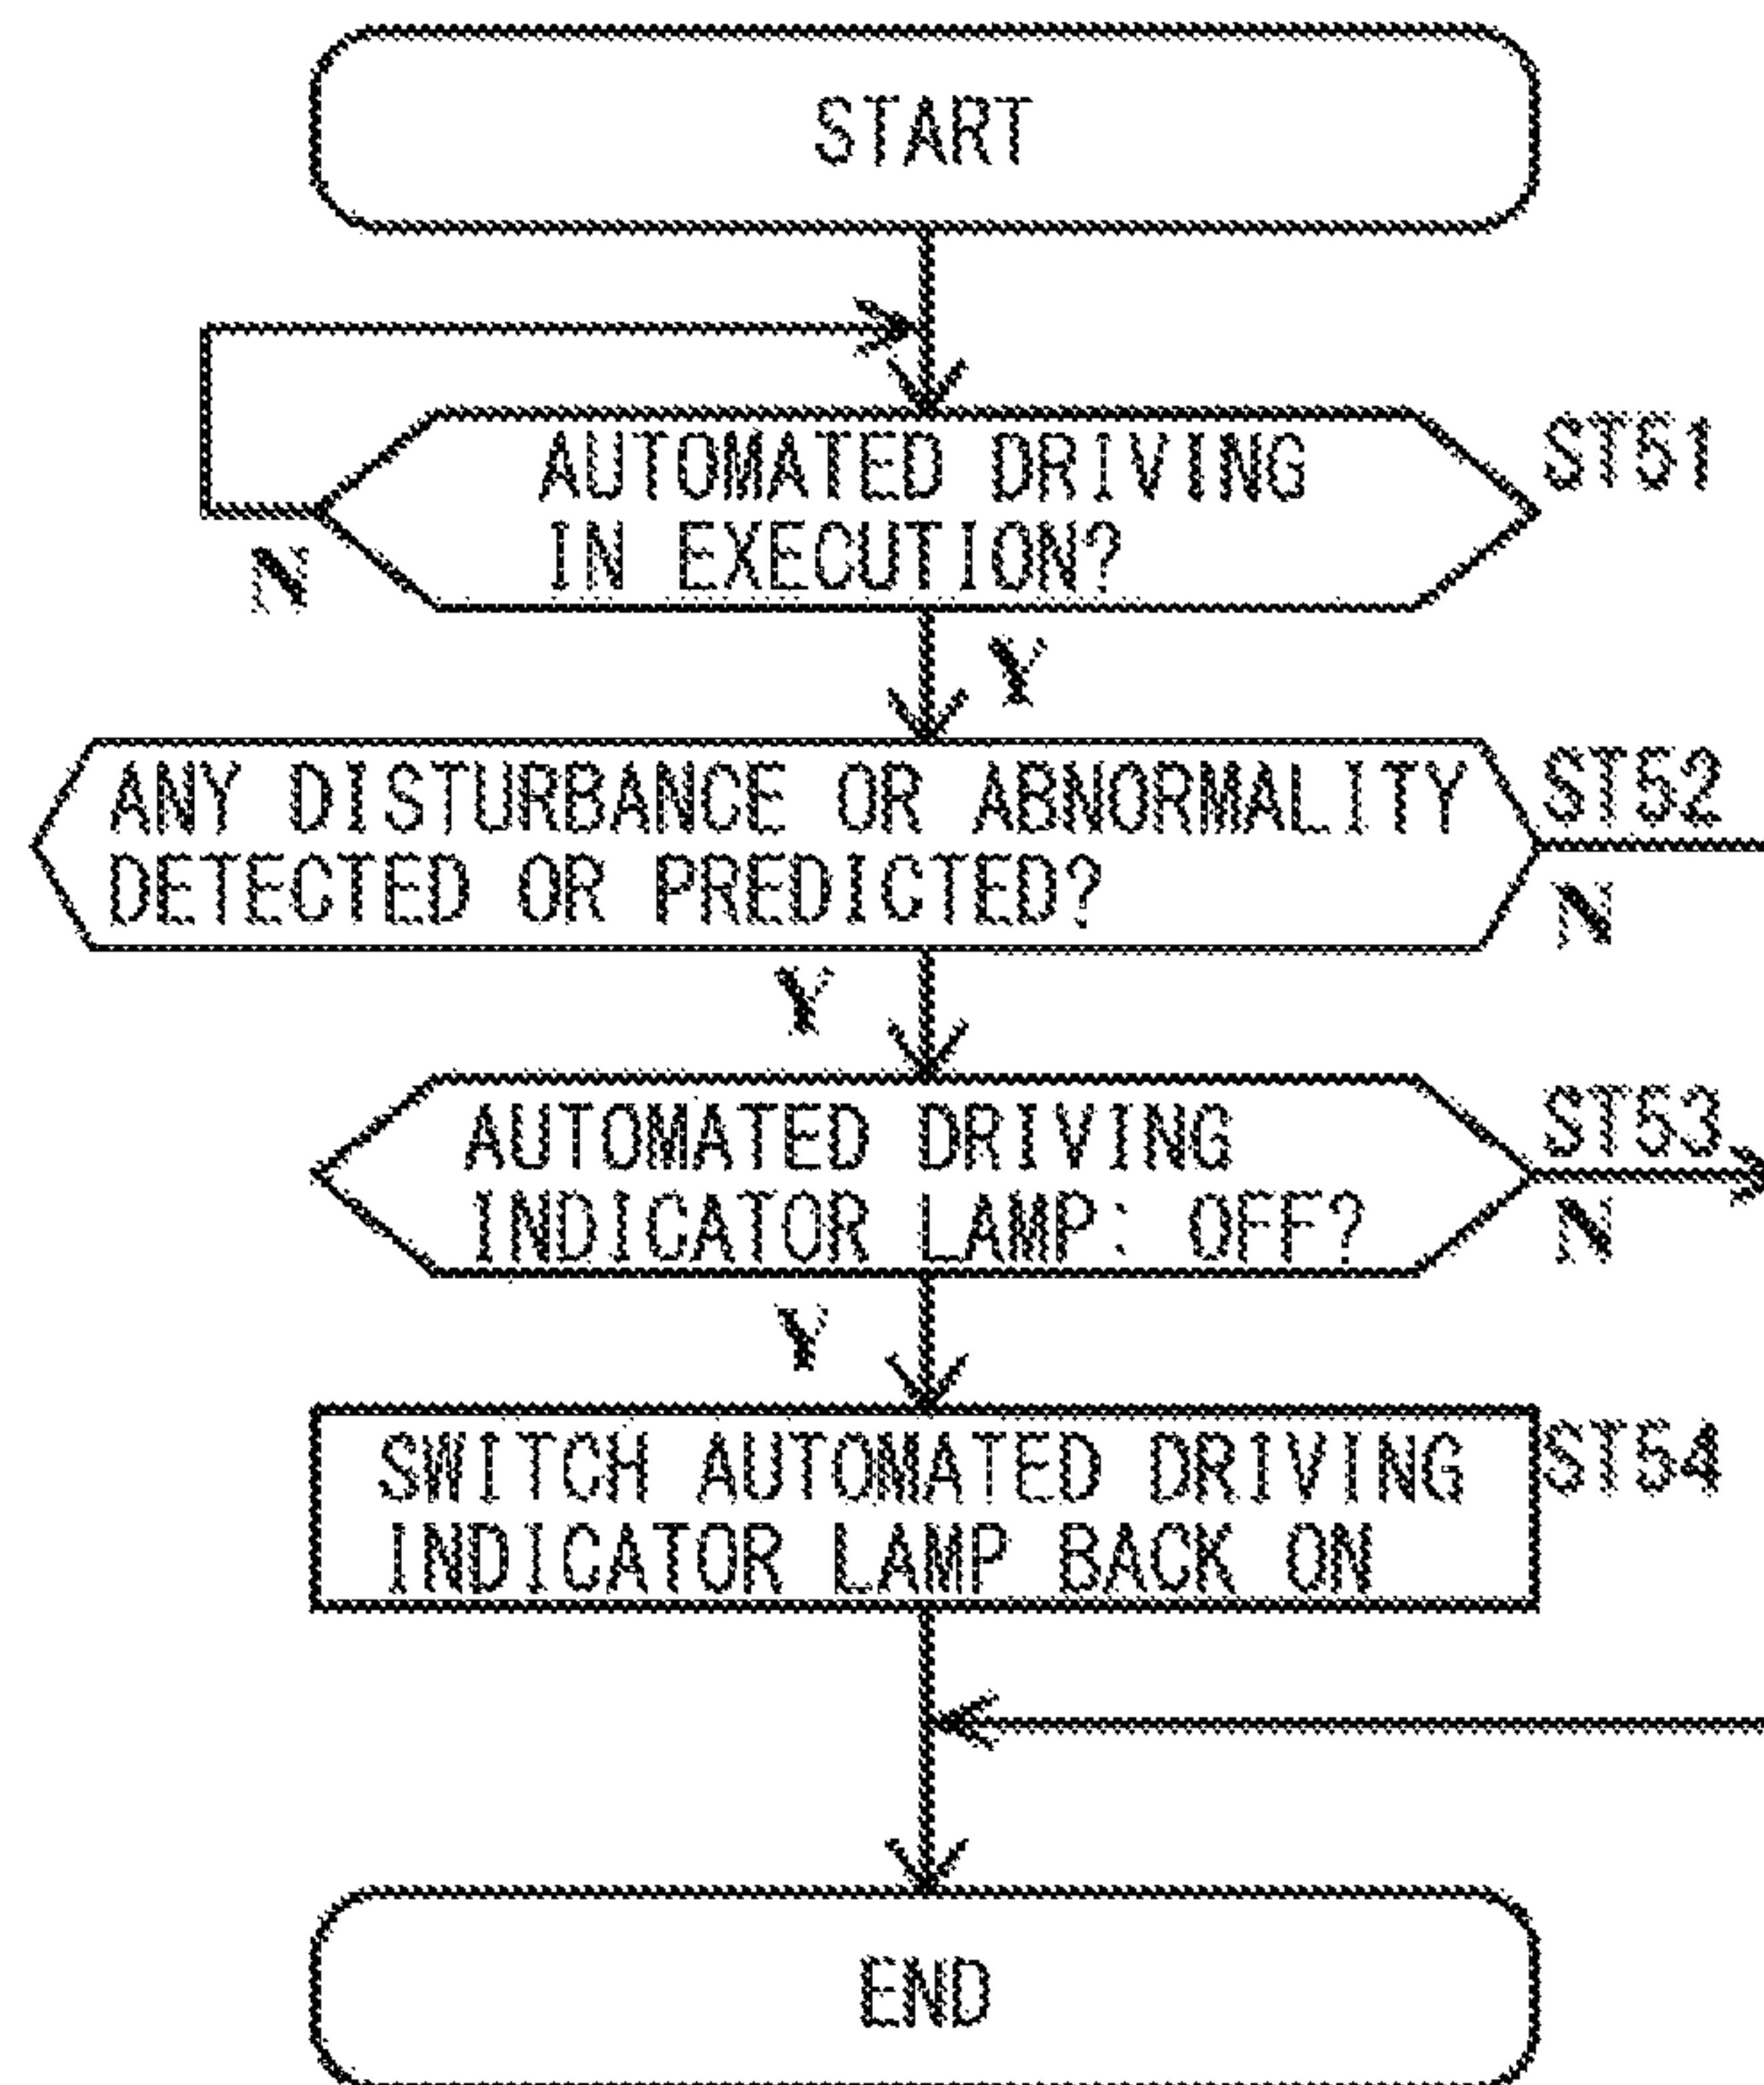 START
AUTOMATED DRIVING
IN EXECUTION?
ST51
N
Y
ANY DISTURBANCE OR ABNORMALITY
DETECTED OR PREDICTED?
ST52
N
Y
AUTOMATED DRIVING
INDICATOR LAMP: OFF?
ST53
N
Y
SWITCH AUTOMATED DRIVING
INDICATOR LAMP BACK ON
ST54
END